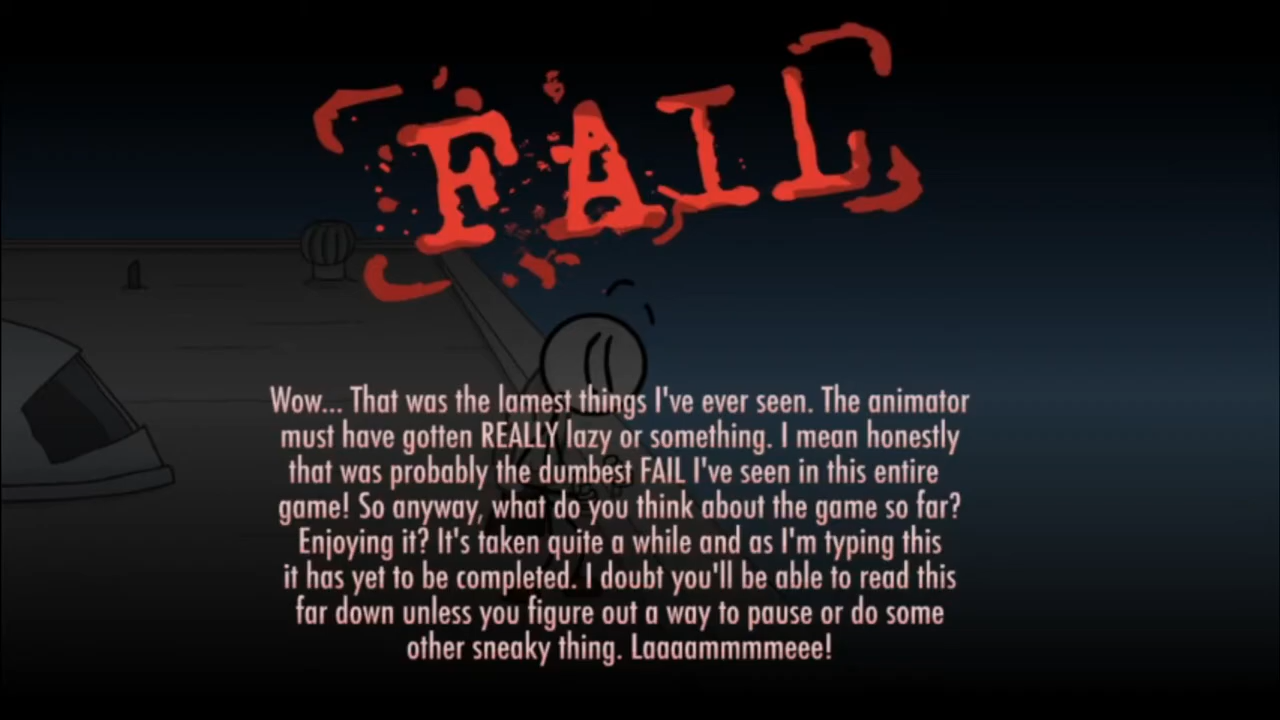 FAIL
Wow... That was the lamest things I've ever seen. The animator
must have gotten REALLY lazy or something. I mean honestly
that was probably the dumbest FAIL I've seen in this entire
game! So anyway, what do you think about the game so far?
Enjoying it? It's taken quite a while and as I'm typing this
it has yet to be completed. I doubt you'll be able to read this
far down unless you figure out a way to pause or do some
other sneaky thing. Laaaammmmeee!